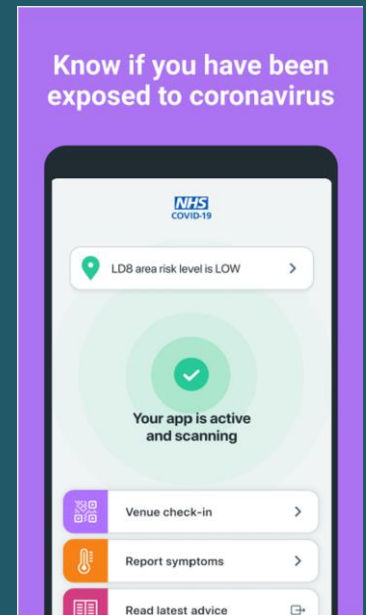 Know if you have been
exposed to coronavirus
NHS
COVID-19
LD8 area risk level is LOW
Your app is active
and scanning
Venue check-in
Report symptoms
Read latest advice